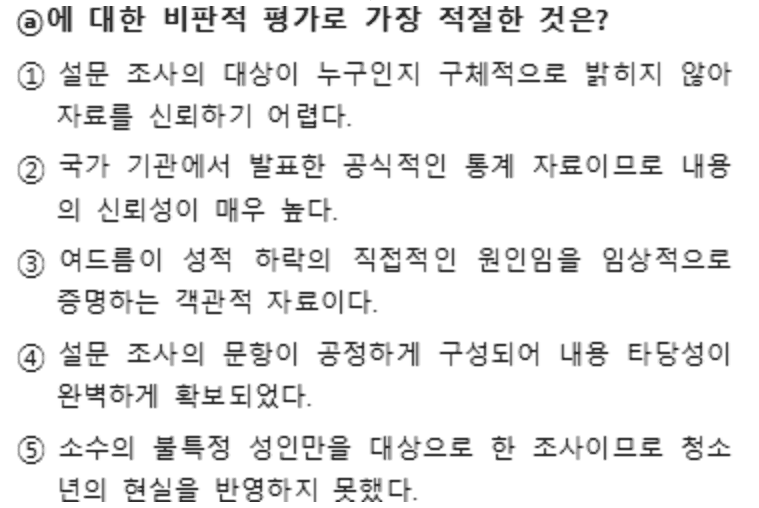 ⓐ에 대한 비판적 평가로 가장 적절한 것은?
① 설문 조사의 대상이 누구인지 구체적으로 밝히지 않아
자료를 신뢰하기 어렵다.
② 국가 기관에서 발표한 공식적인 통계 자료이므로 내용
의 신뢰성이 매우 높다.
③ 여드름이 성적 하락의 직접적인 원인임을 임상적으로
증명하는 객관적 자료이다.
④ 설문 조사의 문항이 공정하게 구성되어 내용 타당성이
완벽하게 확보되었다.
⑤ 소수의 불특정 성인만을 대상으로 한 조사이므로 청소
년의 현실을 반영하지 못했다.